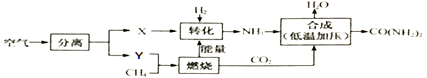 H₂
H₂O
空气
分离
X
转化
NH₃
合成
(低温加压)
CO(NH₂)₂
能量
Y
CH₄
燃烧
CO₂